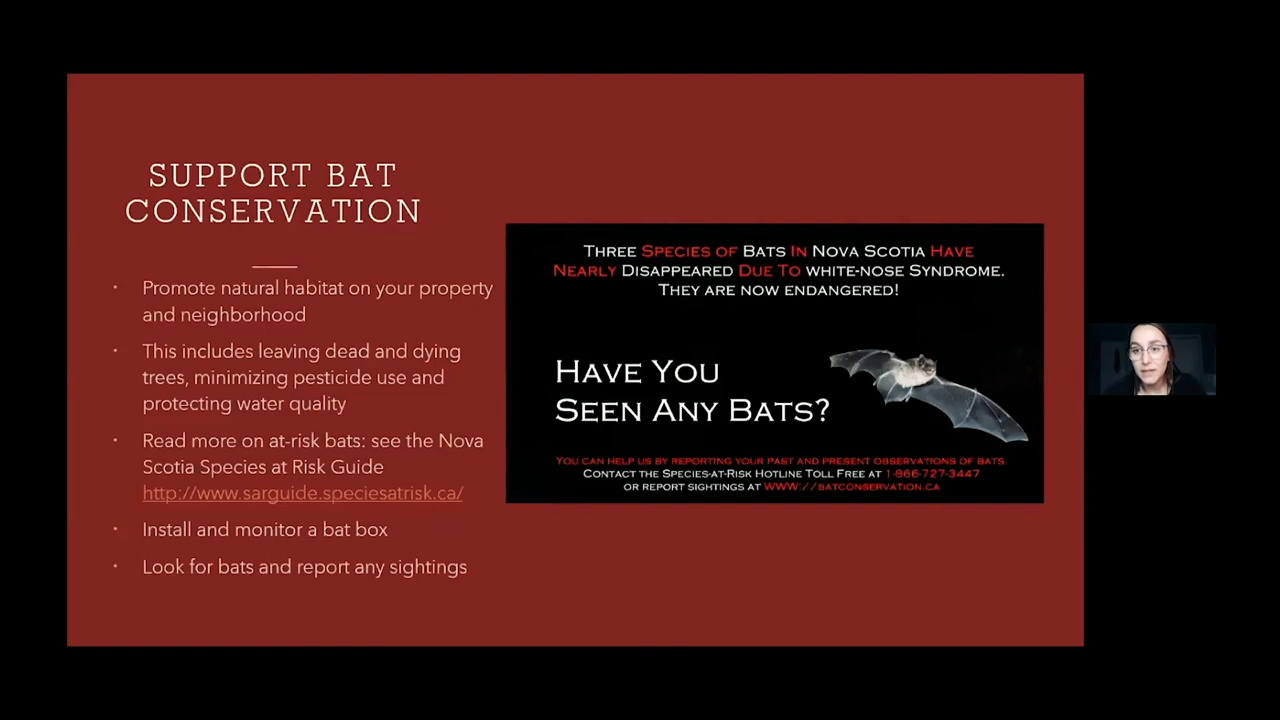 SUPPORT BAT
CONSERVATION
· Promote natural habitat on your property
and neighborhood
· This includes leaving dead and dying
trees, minimizing pesticide use and
protecting water quality
· Read more on at-risk bats: see the Nova
Scotia Species at Risk Guide
http://www.sarguide.speciesatrisk.ca/
· Install and monitor a bat box
· Look for bats and report any sightings
THREE SPECIES OF BATS IN NOVA SCOTIA HAVE
NEARLY DISAPPEARED DUE TO WHITE-NOSE SYNDROME.
THEY ARE NOW ENDANGERED!
HAVE YOU
SEEN ANY BATS?
YOU CAN HELP US BY REPORTING YOUR PAST AND PRESENT OBSERVATIONS OF BATS.
CONTACT THE SPECIES-AT-RISK HOTLINE TOLL FREE AT 1-866-727-3447
OR REPORT SIGHTINGS AT WWW://BATCONSERVATION.CA